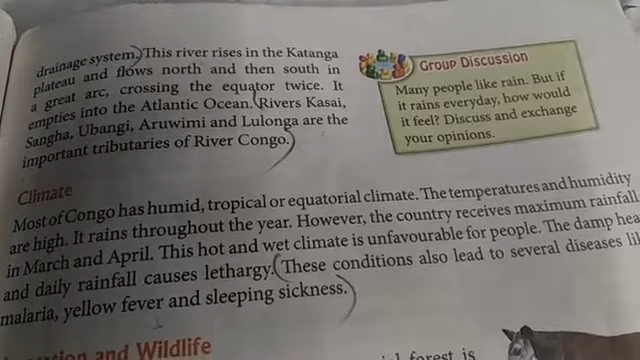 drainage system. This river rises in the Katanga
plateau and flows north and then south in
a great arc, crossing the equator twice. It
empties into the Atlantic Ocean. Rivers Kasai,
Sangha, Ubangi, Aruwimi and Lulonga are the
important tributaries of River Congo.
Group Discussion
Many people like rain. But if
it rains everyday, how would
it feel? Discuss and exchange
your opinions.
Climate
Most of Congo has humid, tropical or equatorial climate. The temperatures and humidity
are high. It rains throughout the year. However, the country receives maximum rainfall
in March and April. This hot and wet climate is unfavourable for people. The damp
and daily rainfall causes lethargy. These conditions also lead to several diseases
malaria, yellow fever and sleeping sickness.
and Wildlife
forest is